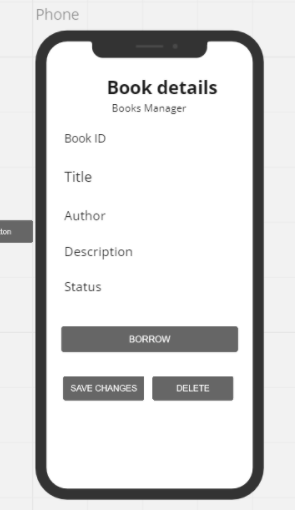 Phone
Book details
Books Manager
Book ID
Title
Author
ton
Description
Status
BORROW
SAVE CHANGES
DELETE